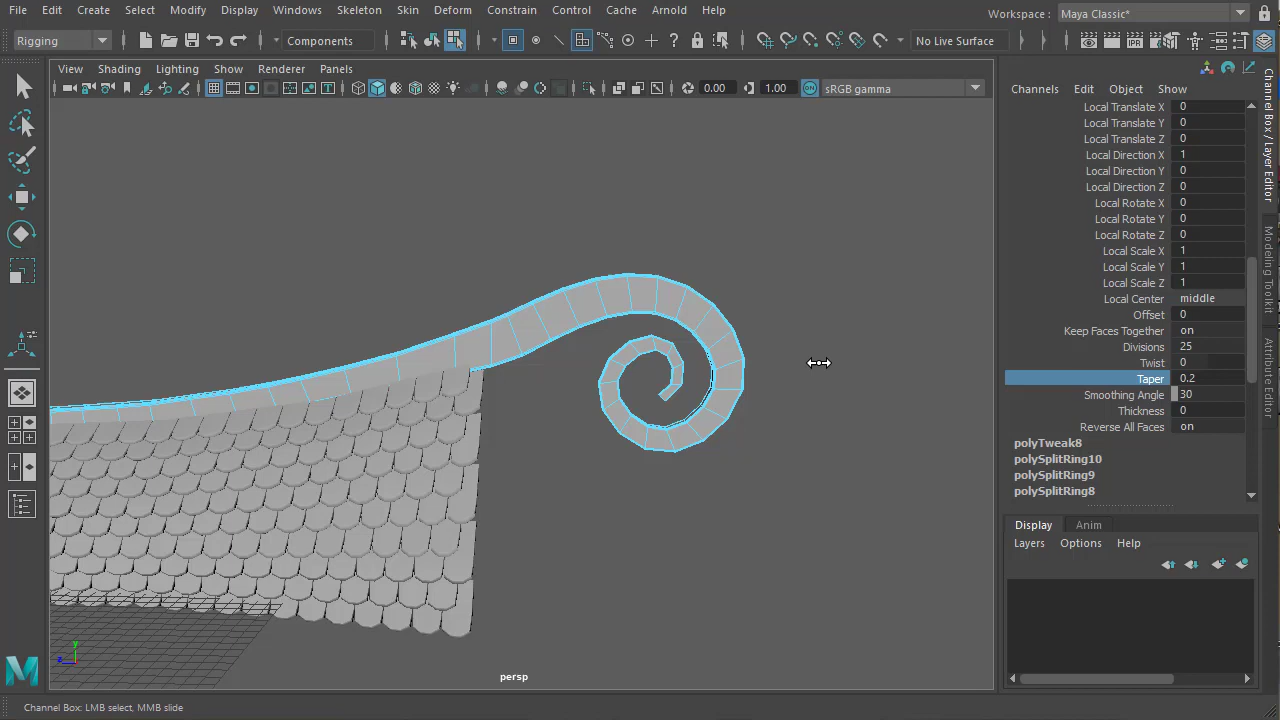 File Edit Create Select Modify Display Windows Skeleton Skin Deform Constrain Control Cache Arnold Help
Workspace : Maya Classic*
Rigging
Components
No Live Surface
IPR
View Shading Lighting Show Renderer Panels
0.00
1.00
ON
sRGB gamma
Channels Edit Object Show
Local Translate X 0
Local Translate Y 0
Local Translate Z 0
Local Direction X 1
Local Direction Y 0
Local Direction Z 0
Local Rotate X 0
Local Rotate Y 0
Local Rotate Z 0
Local Scale X 1
Local Scale Y 1
Local Scale Z 1
Local Center middle
Offset 0
Keep Faces Together on
Divisions 25
Twist 0
Taper 0.2
Smoothing Angle 30
Thickness 0
Reverse All Faces on
polyTweak8
polySplitRing10
polySplitRing9
polySplitRing8
Display Anim
Layers Options Help
Channel Box / Layer Editor
Modeling Toolkit
Attribute Editor
y
z
persp
M
Channel Box: LMB select, MMB slide